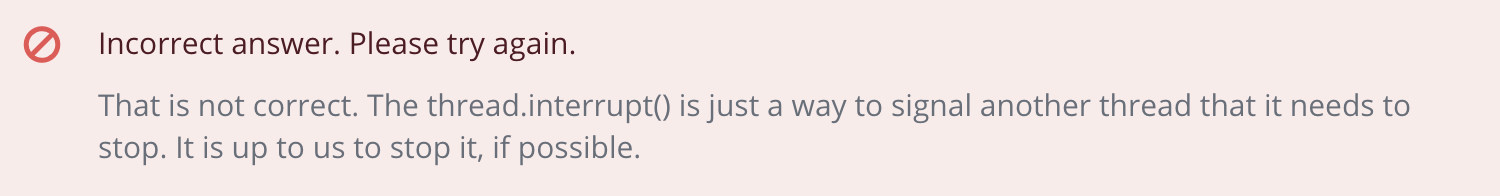 Incorrect answer. Please try again.
That is not correct. The thread.interrupt() is just a way to signal another thread that it needs to
stop. It is up to us to stop it, if possible.